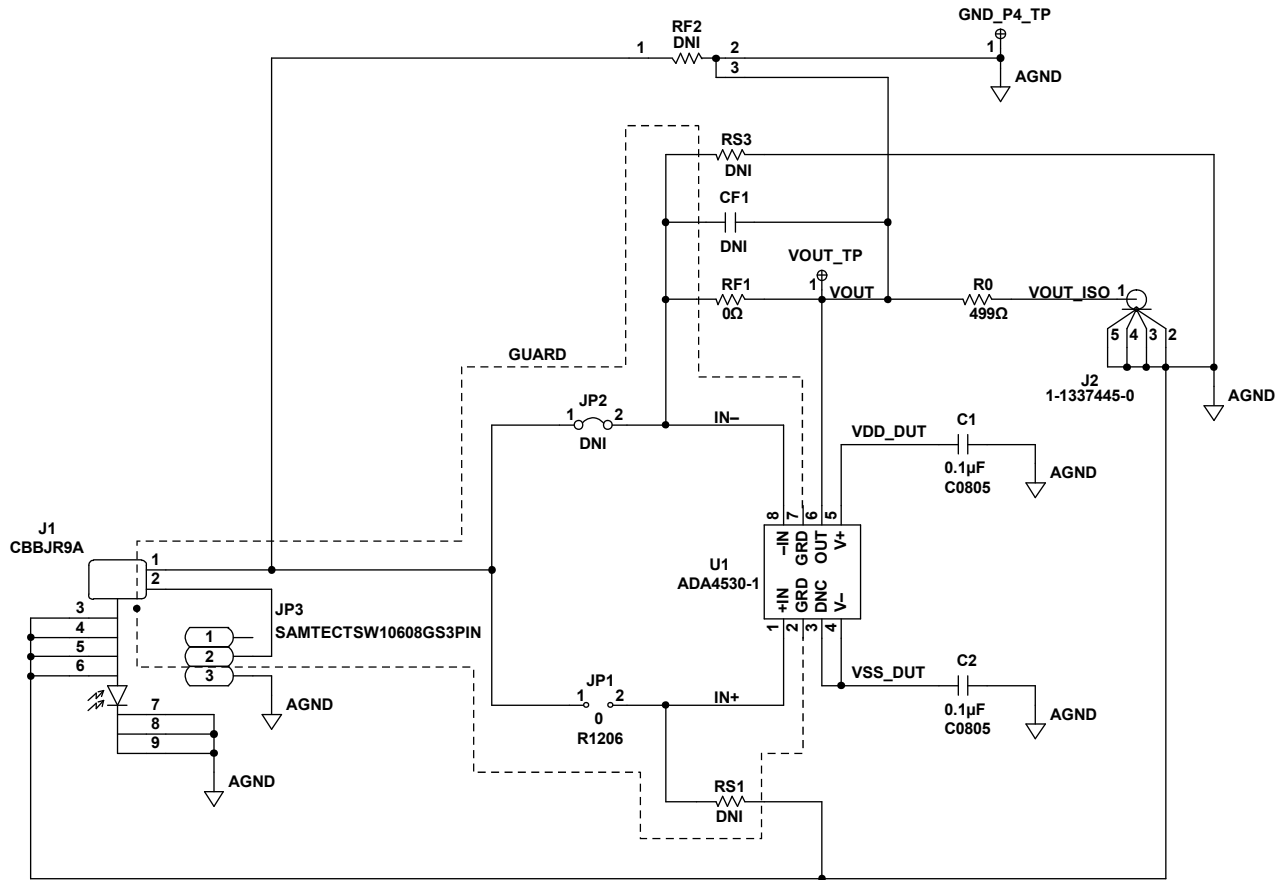 GND_P4_TP
1
AGND
RF2
DNI
1
2
3
RS3
DNI
CF1
DNI
VOUT_TP
1
RF1
0Ω
VOUT
R0
499Ω
VOUT_ISO
1
5 4 3 2
J2
1-1337445-0
AGND
GUARD
JP2
1 2
DNI
IN–
VDD_DUT
C1
0.1µF
C0805
AGND
J1
CBBJR9A
1
2
3
4
5
6
7
8
9
AGND
JP3
SAMTECTSW10608GS3PIN
1
2
3
AGND
U1
ADA4530-1
8 7 6 5
–IN GRD OUT V+
+IN GRD DNC V–
1 2 3 4
JP1
1 2
0
R1206
IN+
VSS_DUT
C2
0.1µF
C0805
AGND
RS1
DNI